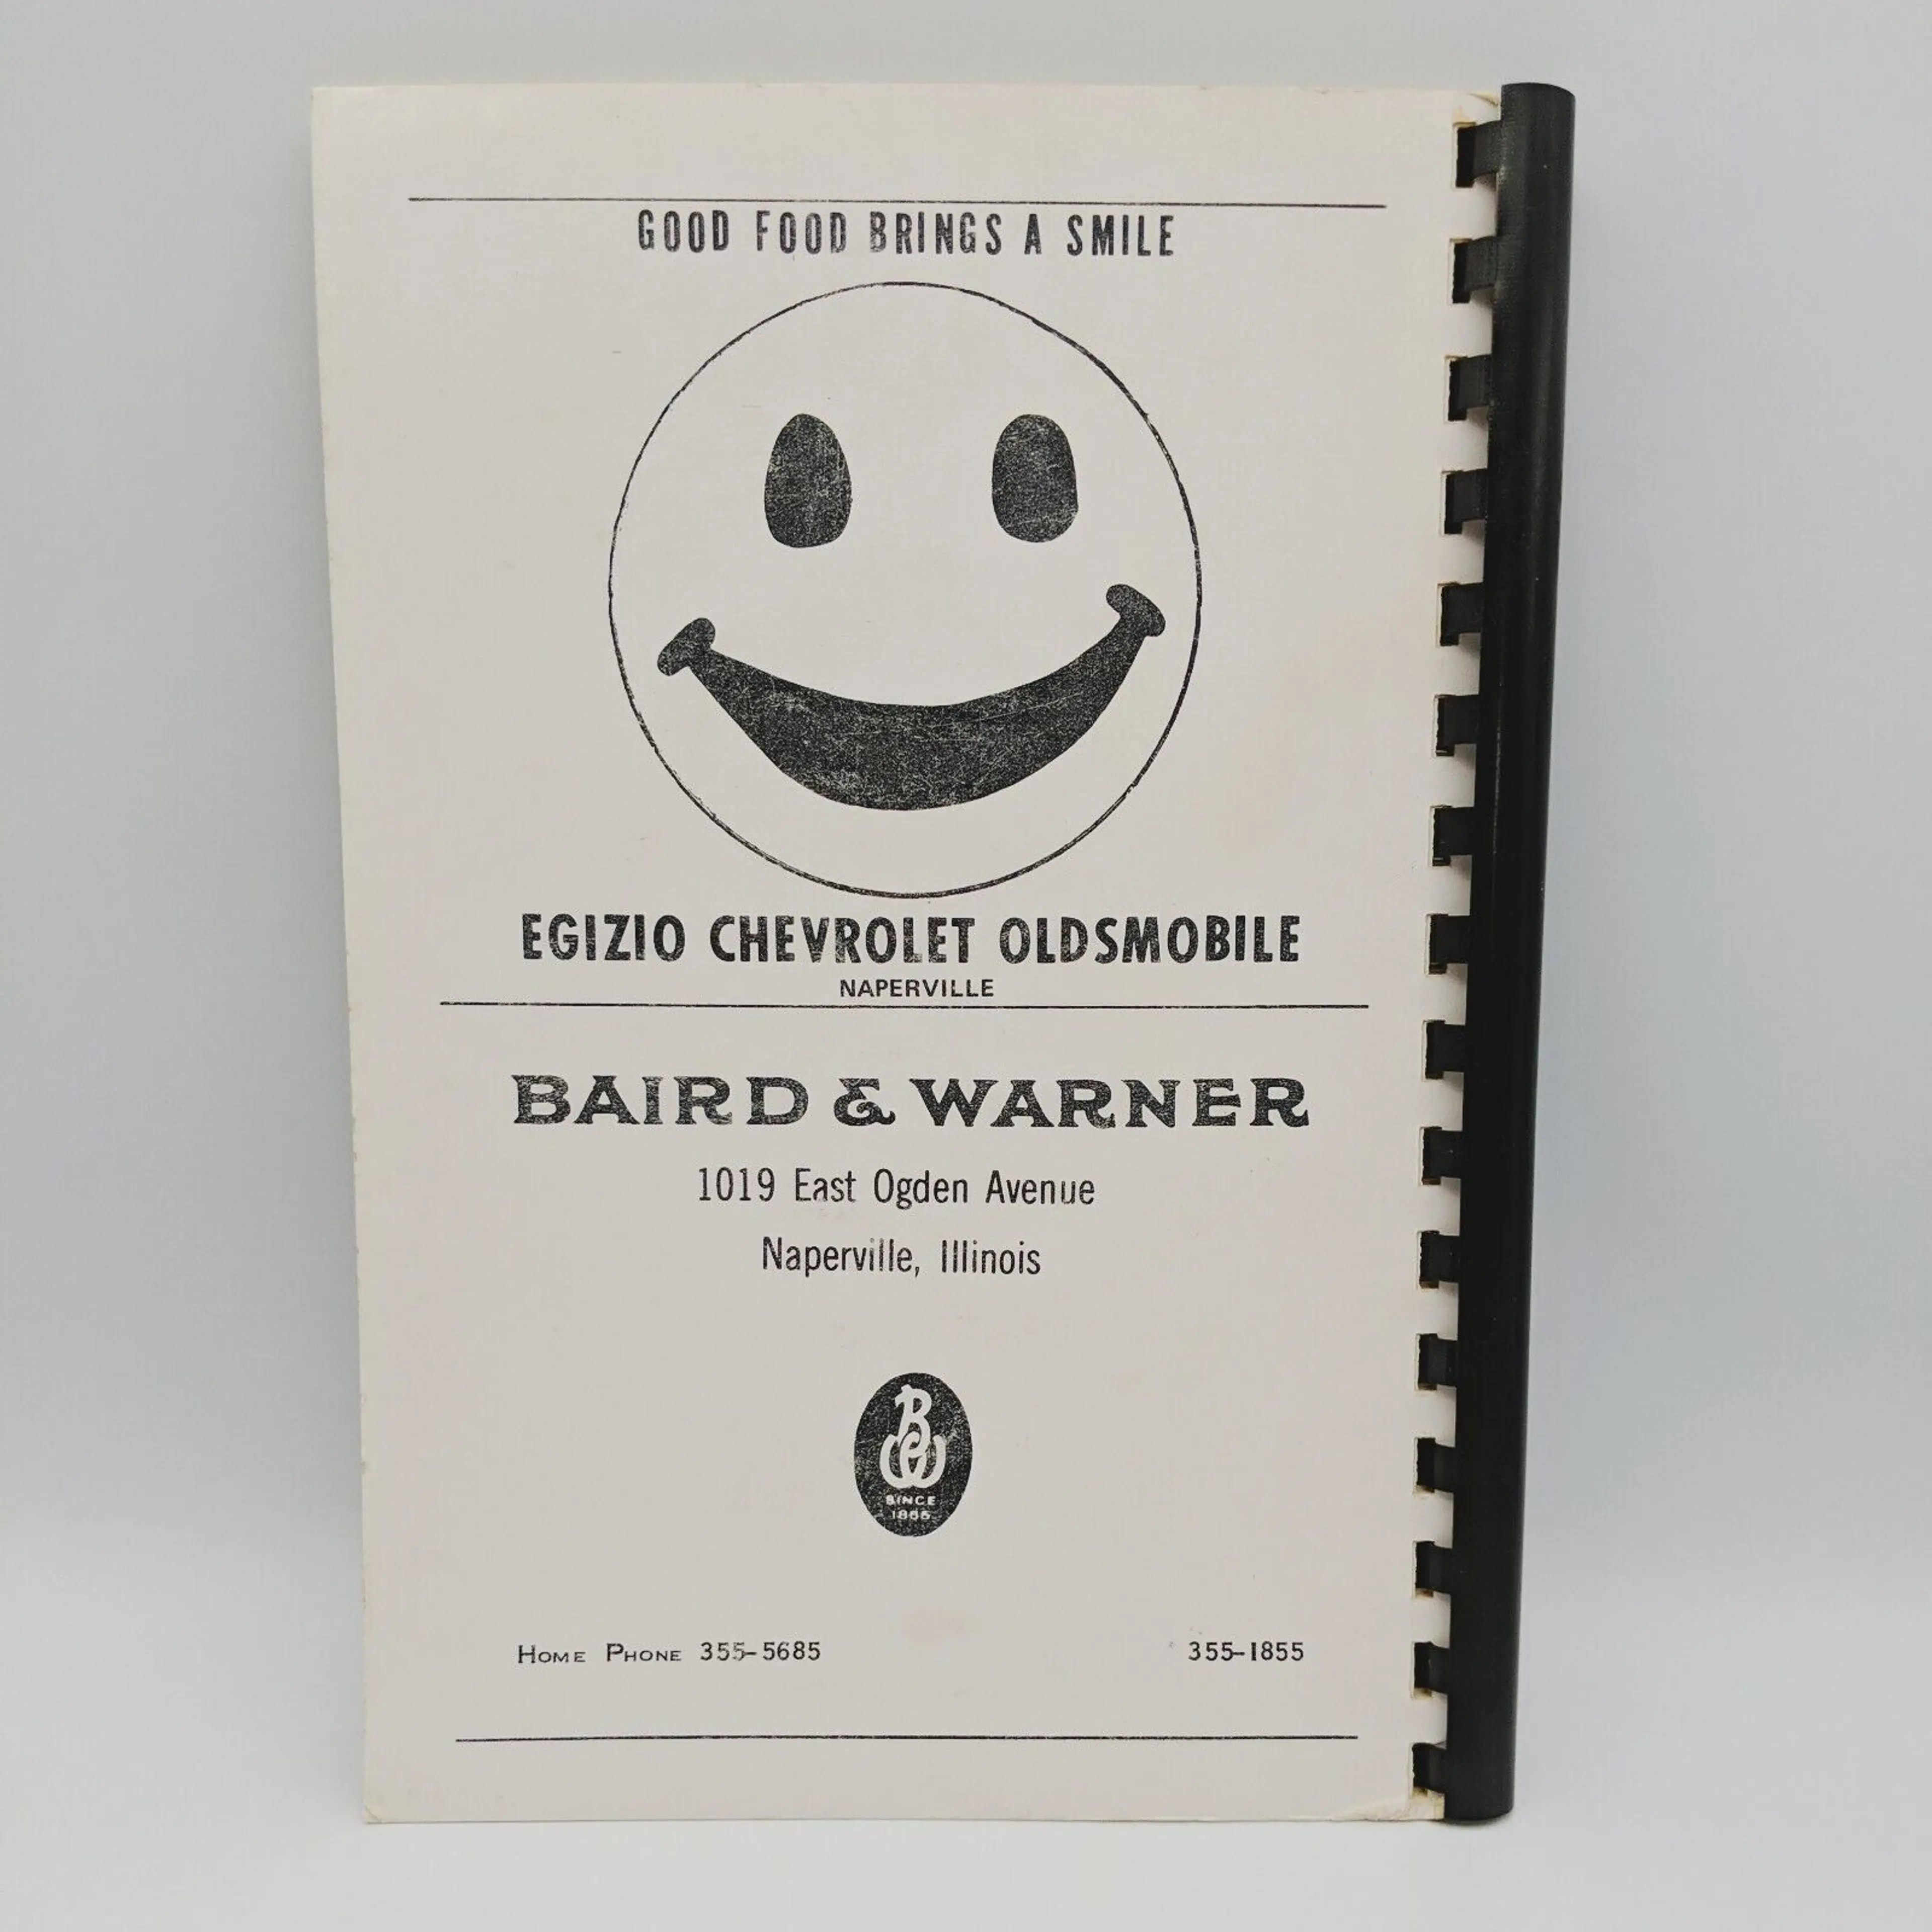 GOOD FOOD BRINGS A SMILE
EGIZIO CHEVROLET OLDSMOBILE
NAPERVILLE
BAIRD & WARNER
1019 East Ogden Avenue
Naperville, Illinois
B&W
SINCE
1855
HOME PHONE 355-5685
355-1855